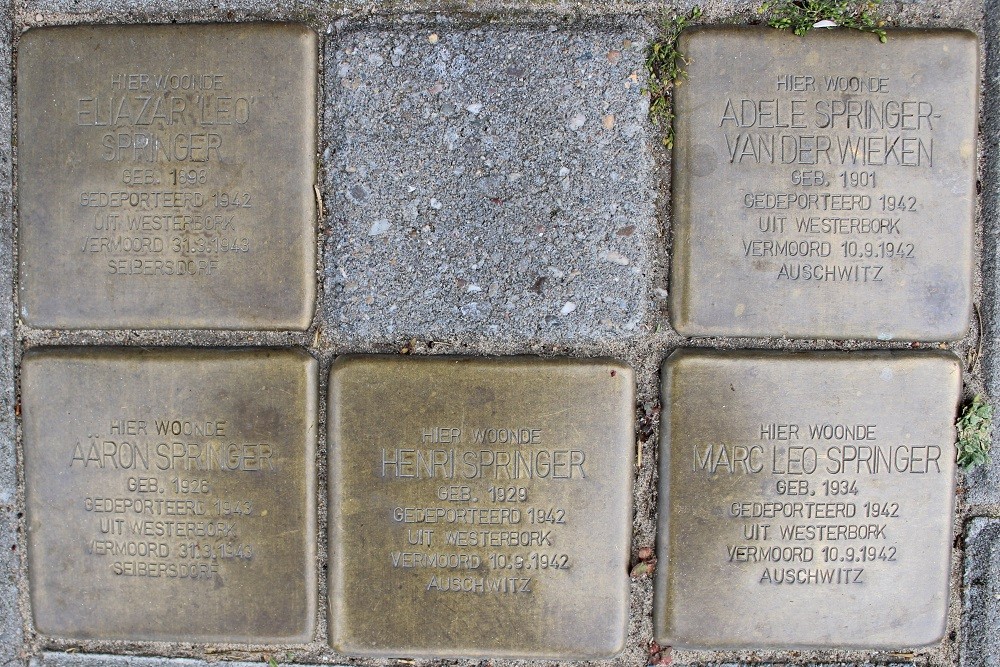 HIER WOONDE
ELIAZAR 'LEO'
SPRINGER
GEB. 1898
GEDEPORTEERD 1942
UIT WESTERBORK
VERMOORD 31.3.1943
SEIBERSDORF
HIER WOONDE
ADELE SPRINGER-
VAN DER WIEKEN
GEB. 1901
GEDEPORTEERD 1942
UIT WESTERBORK
VERMOORD 10.9.1942
AUSCHWITZ
HIER WOONDE
AÄRON SPRINGER
GEB. 1926
GEDEPORTEERD 1943
UIT WESTERBORK
VERMOORD 31.3.1943
SEIBERSDORF
HIER WOONDE
HENRI SPRINGER
GEB. 1929
GEDEPORTEERD 1942
UIT WESTERBORK
VERMOORD 10.9.1942
AUSCHWITZ
HIER WOONDE
MARC LEO SPRINGER
GEB. 1934
GEDEPORTEERD 1942
UIT WESTERBORK
VERMOORD 10.9.1942
AUSCHWITZ